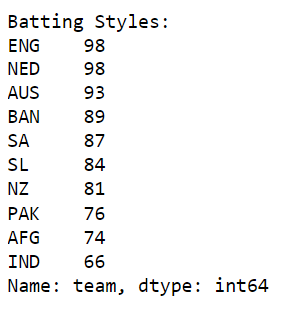 Batting Styles:
ENG 98
NED 98
AUS 93
BAN 89
SA 87
SL 84
NZ 81
PAK 76
AFG 74
IND 66
Name: team, dtype: int64